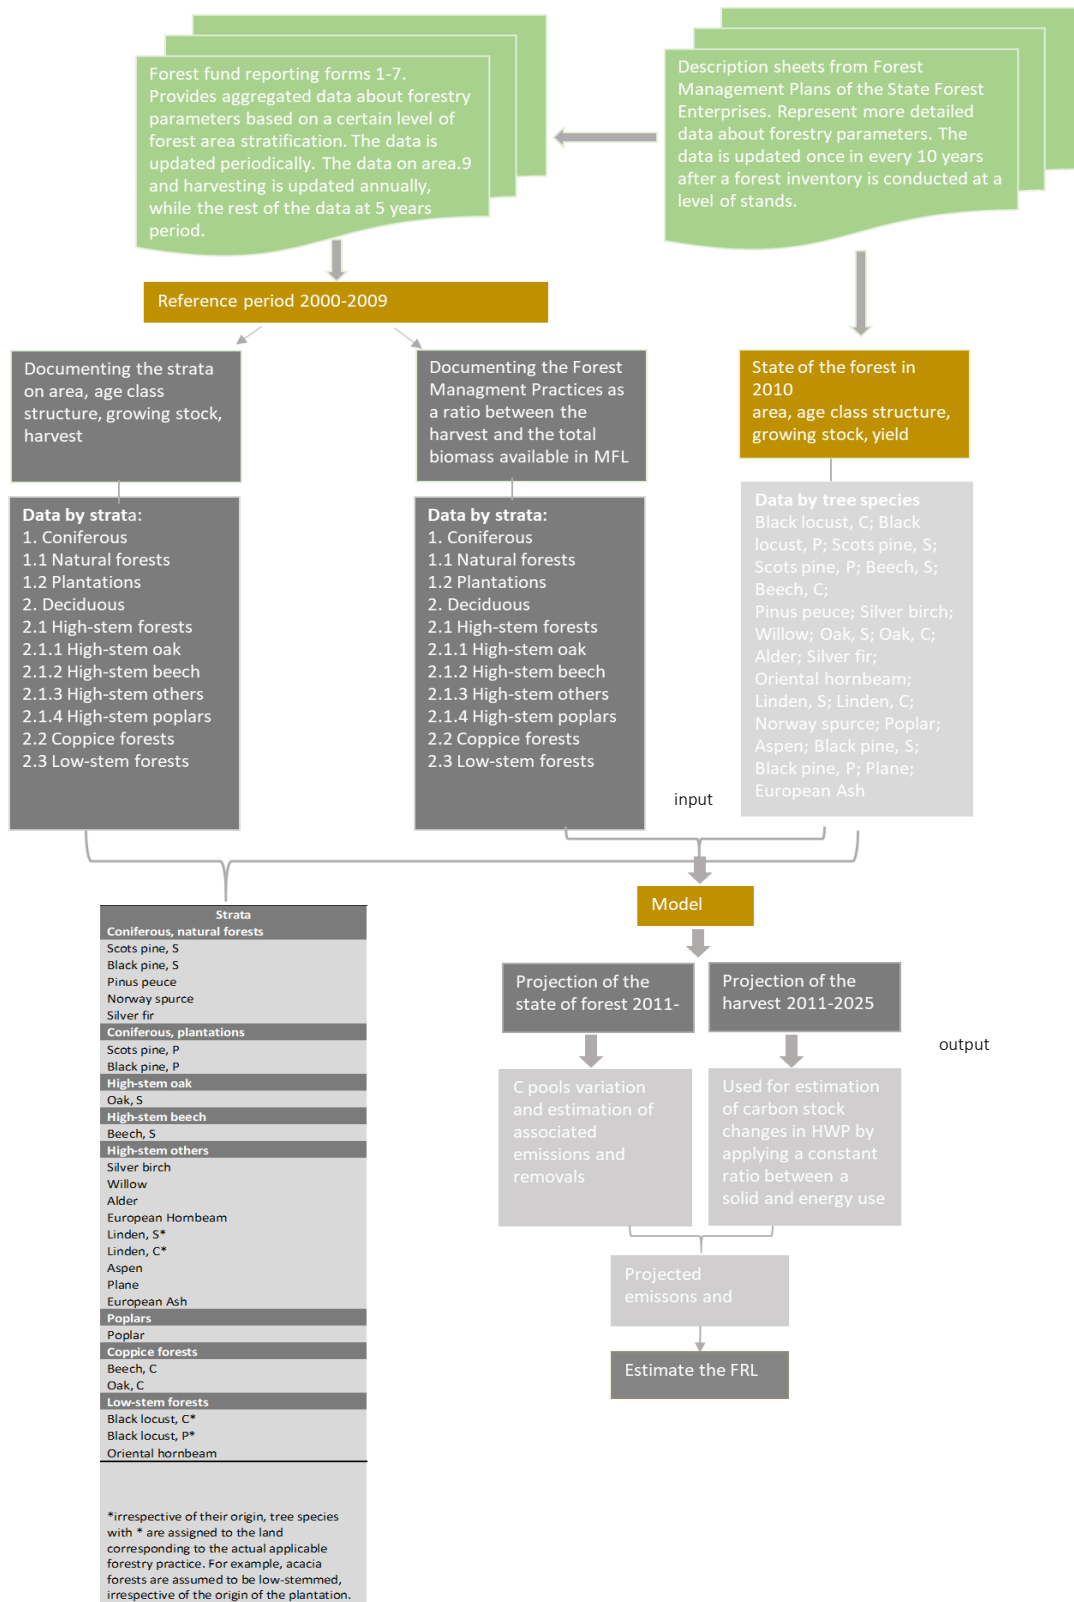 Forest fund reporting forms 1-7.
Provides aggregated data about forestry
parameters based on a certain level of
forest area stratification. The data is
updated periodically. The data on area.9
and harvesting is updated annually,
while the rest of the data at 5 years
period.
Description sheets from Forest
Management Plans of the State Forest
Enterprises. Represent more detailed
data about forestry parameters. The
data is updated once in every 10 years
after a forest inventory is conducted at a
level of stands.
Reference period 2000-2009
Documenting the strata
on area, age class
structure, growing stock,
harvest
Documenting the Forest
Managment Practices as
a ratio between the
harvest and the total
biomass available in MFL
State of the forest in
2010
area, age class structure,
growing stock, yield
Data by strata:
1. Coniferous
1.1 Natural forests
1.2 Plantations
2. Deciduous
2.1 High-stem forests
2.1.1 High-stem oak
2.1.2 High-stem beech
2.1.3 High-stem others
2.1.4 High-stem poplars
2.2 Coppice forests
2.3 Low-stem forests
Data by strata:
1. Coniferous
1.1 Natural forests
1.2 Plantations
2. Deciduous
2.1 High-stem forests
2.1.1 High-stem oak
2.1.2 High-stem beech
2.1.3 High-stem others
2.1.4 High-stem poplars
2.2 Coppice forests
2.3 Low-stem forests
Data by tree species
Black locust, C; Black
locust, P; Scots pine, S;
Scots pine, P; Beech, S;
Beech, C;
Pinus peuce; Silver birch;
Willow; Oak, S; Oak, C;
Alder; Silver fir;
Oriental hornbeam;
Linden, S; Linden, C;
Norway spurce; Poplar;
Aspen; Black pine, S;
Black pine, P; Plane;
European Ash
input
Model
Projection of the
state of forest 2011-
Projection of the
harvest 2011-2025
output
C pools variation
and estimation of
associated
emissions and
removals
Used for estimation
of carbon stock
changes in HWP by
applying a constant
ratio between a
solid and energy use
Projected
emissons and
Estimate the FRL
Strata
Coniferous, natural forests
Scots pine, S
Black pine, S
Pinus peuce
Norway spurce
Silver fir
Coniferous, plantations
Scots pine, P
Black pine, P
High-stem oak
Oak, S
High-stem beech
Beech, S
High-stem others
Silver birch
Willow
Alder
European Hornbeam
Linden, S*
Linden, C*
Aspen
Plane
European Ash
Poplars
Poplar
Coppice forests
Beech, C
Oak, C
Low-stem forests
Black locust, C*
Black locust, P*
Oriental hornbeam
*irrespective of their origin, tree species
with * are assigned to the land
corresponding to the actual applicable
forestry practice. For example, acacia
forests are assumed to be low-stemmed,
irrespective of the origin of the plantation.